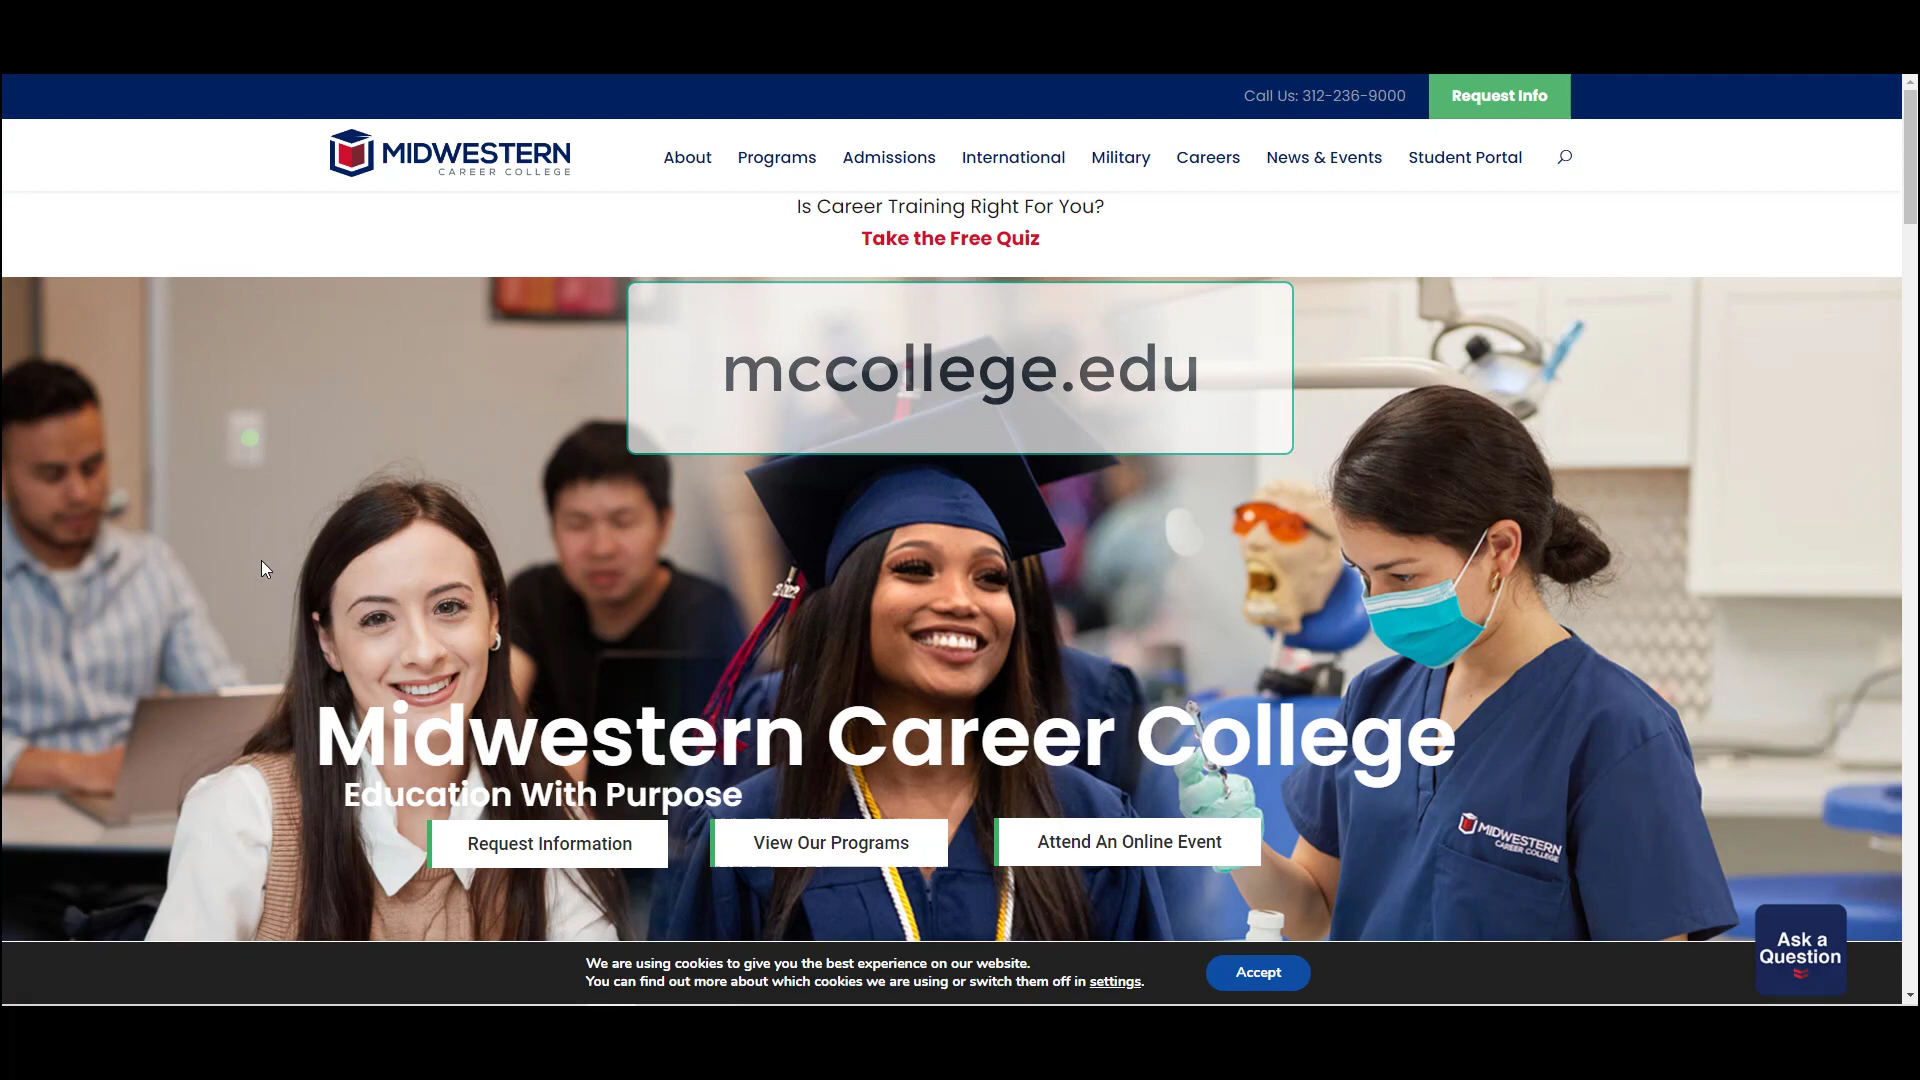 Call Us: 312-236-9000
Request Info
MIDWESTERN
CAREER COLLEGE
About
Programs
Admissions
International
Military
Careers
News & Events
Student Portal
Is Career Training Right For You?
Take the Free Quiz
mccollege.edu
2022
Midwestern Career College
Education With Purpose
MIDWESTERN
CAREER COLLEGE
Request Information
View Our Programs
Attend An Online Event
We are using cookies to give you the best experience on our website.
You can find out more about which cookies we are using or switch them off in settings.
Accept
Ask a
Question